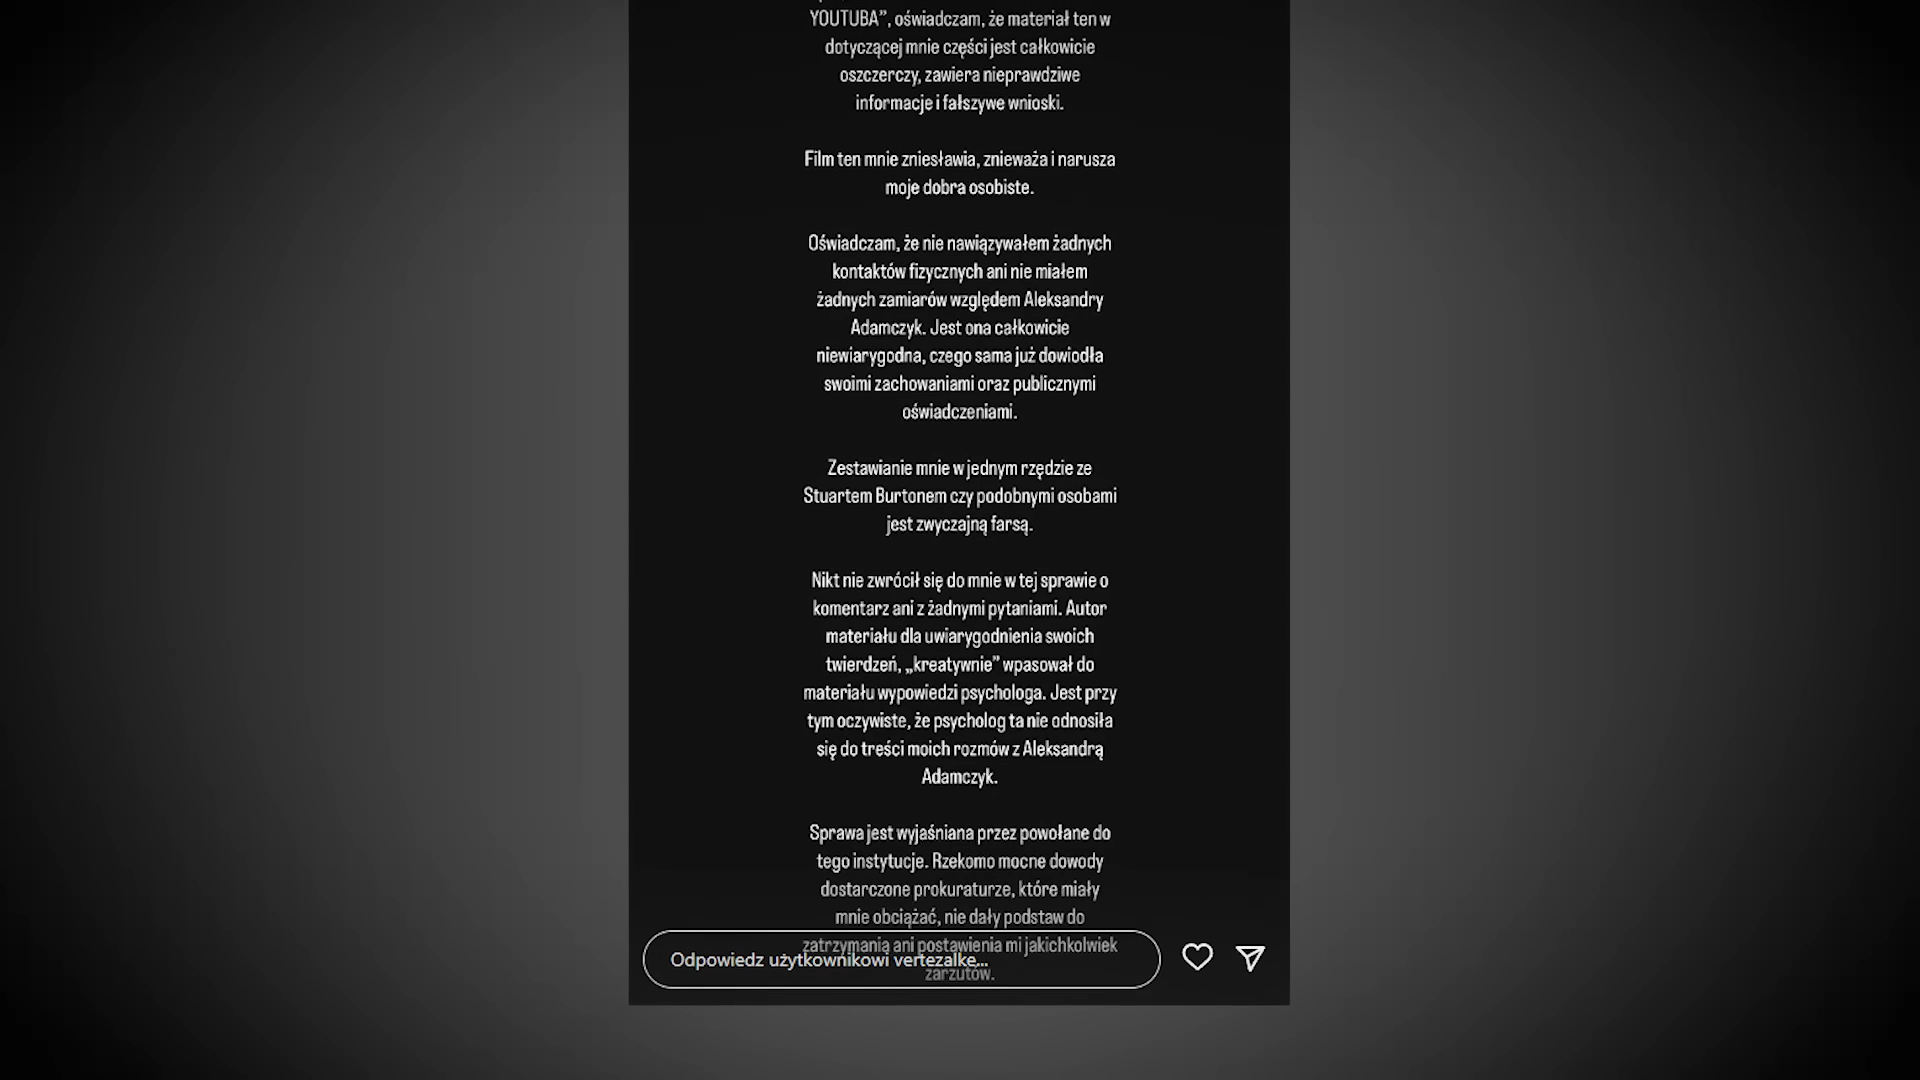 YOUTUBA”, oświadczam, że materiał ten w
dotyczącej mnie części jest całkowicie
oszczerczy, zawiera nieprawdziwe
informacje i fałszywe wnioski.
Film ten mnie zniesławia, znieważa i narusza
moje dobra osobiste.
Oświadczam, że nie nawiązywałem żadnych
kontaktów fizycznych ani nie miałem
żadnych zamiarów względem Aleksandry
Adamczyk. Jest ona całkowicie
niewiarygodna, czego sama już dowiodła
swoimi zachowaniami oraz publicznymi
oświadczeniami.
Zestawianie mnie w jednym rzędzie ze
Stuartem Burtonem czy podobnymi osobami
jest zwyczajną farsą.
Nikt nie zwrócił się do mnie w tej sprawie o
komentarz ani z żadnymi pytaniami. Autor
materiału dla uwiarygodnienia swoich
twierdzeń, „kreatywnie” wpasował do
materiału wypowiedzi psychologa. Jest przy
tym oczywiste, że psycholog ta nie odnosiła
się do treści moich rozmów z Aleksandrą
Adamczyk.
Sprawa jest wyjaśniana przez powołane do
tego instytucje. Rzekomo mocne dowody
dostarczone prokuraturze, które miały
mnie obciążać, nie dały podstaw do
zatrzymania ani postawienia mi jakichkolwiek
zarzutów.
Odpowiedz użytkownikowi vertezalke...